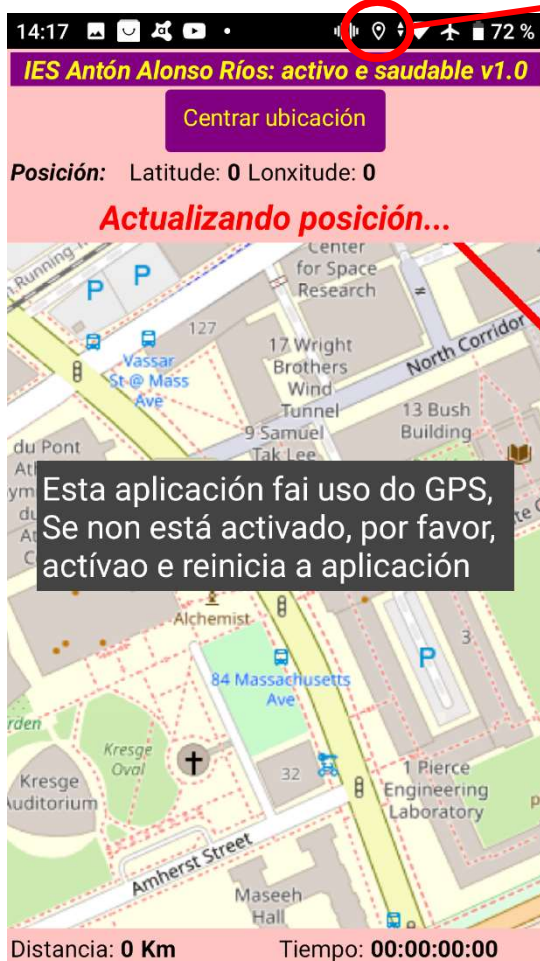 14:17
72 %
IES Antón Alonso Ríos: activo e saudable v1.0
Centrar ubicación
Posición: Latitude: 0 Lonxitude: 0
Actualizando posición...
Running
Center
for Space
Research
P
P
127
Vassar
St @ Mass
Ave
17 Wright
Brothers
Wind
Tunnel
North Corridor
13 Bush
Building
9 Samuel
Tak Lee
du Pont
Esta aplicación fai uso do GPS,
Se non está activado, por favor,
actívao e reinicia a aplicación
Alchemist
3
P
84 Massachusetts
Ave
Kresge
Oval
Kresge
Auditorium
32
1 Pierce
Engineering
Laboratory
Amherst Street
Maseeh
Hall
Distancia: 0 Km Tiempo: 00:00:00:00